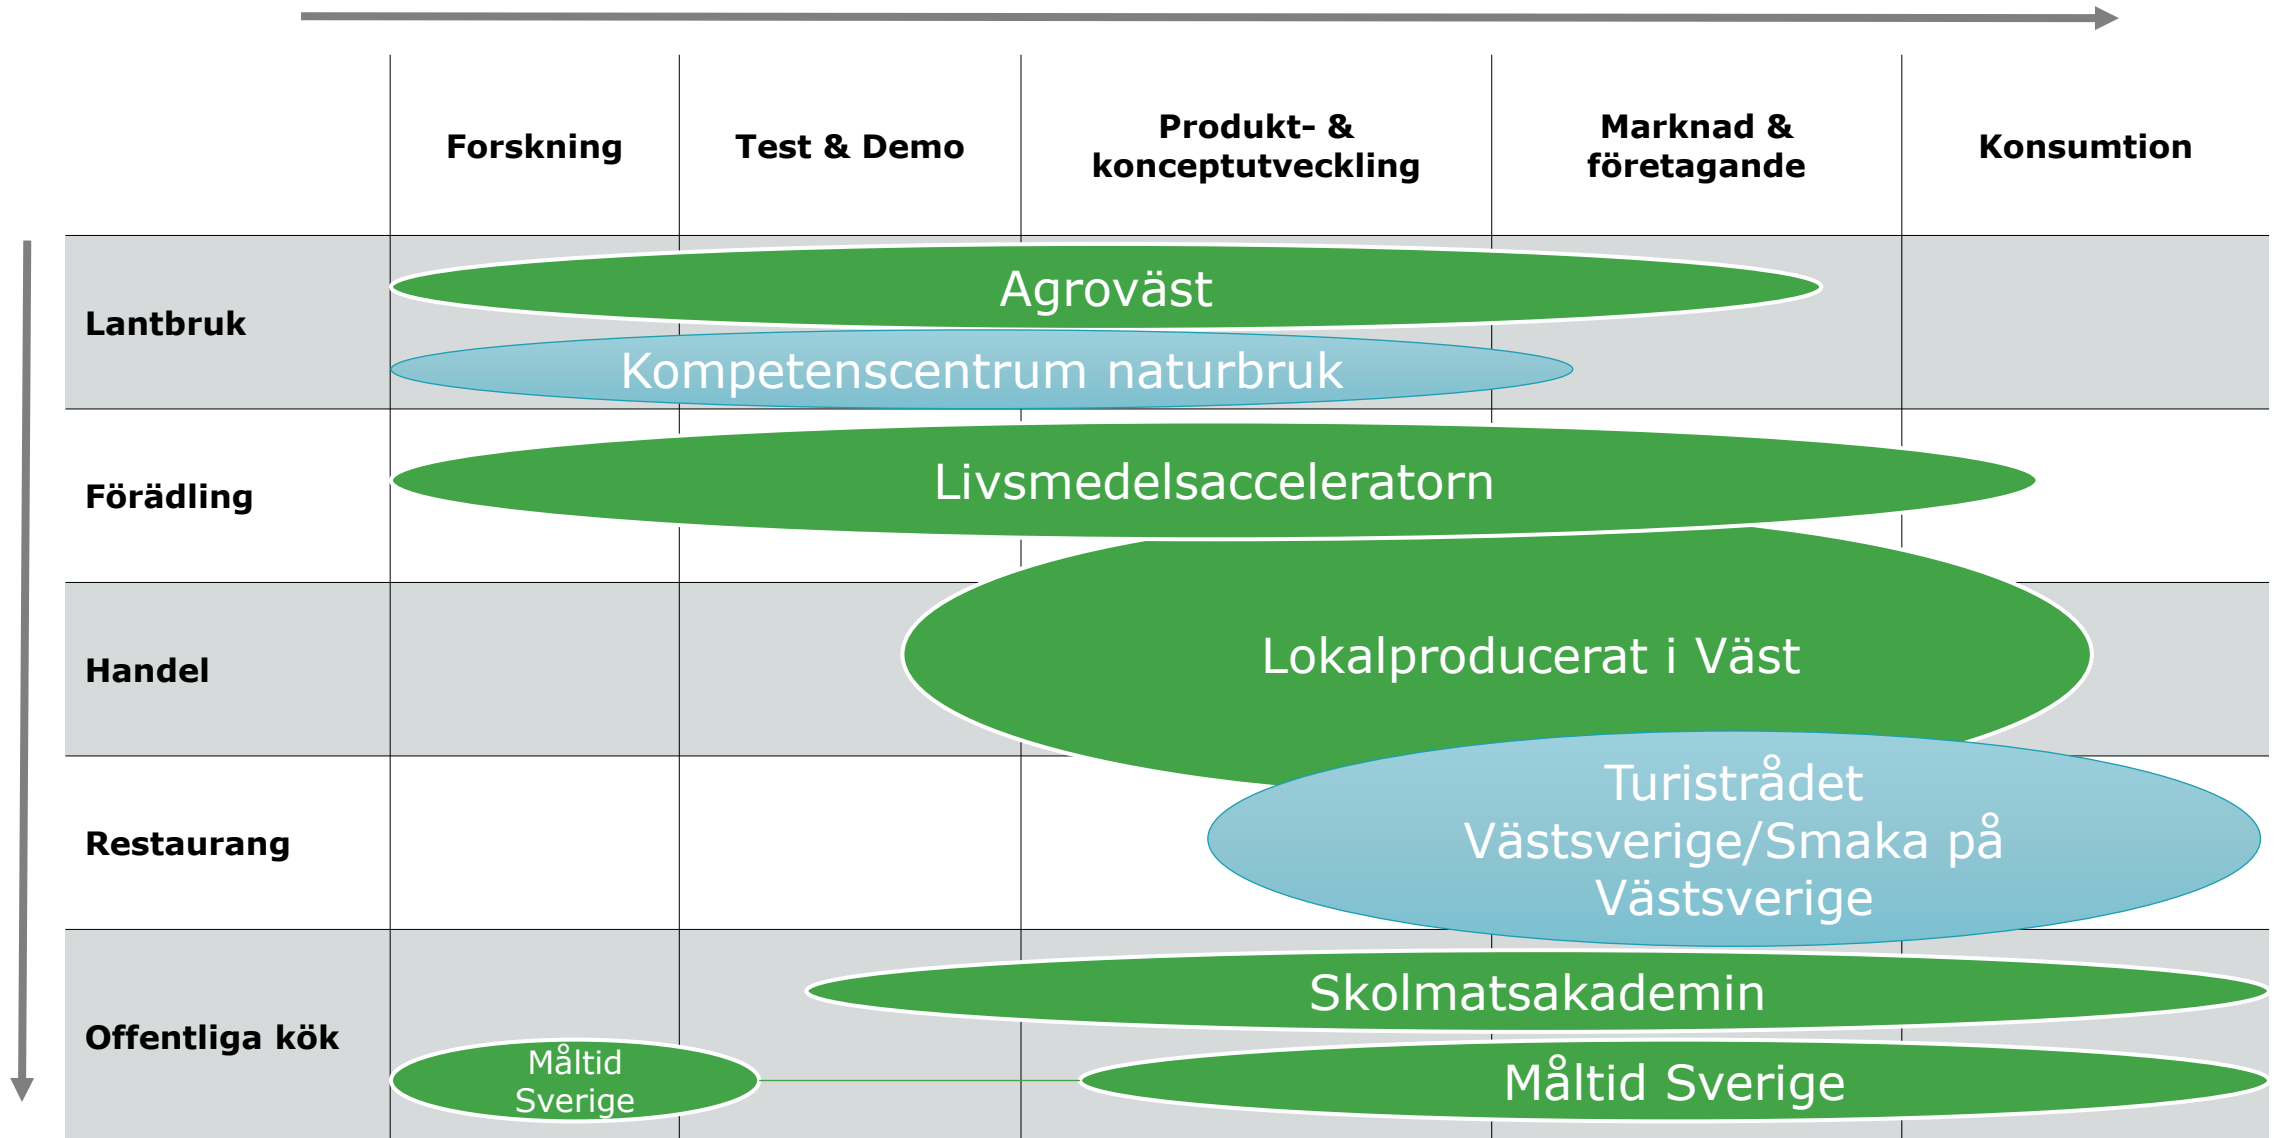 Forskning
Test & Demo
Produkt- &
konceptutveckling
Marknad &
företagande
Konsumtion
Lantbruk
Agroväst
Kompetenscentrum naturbruk
Förädling
Livsmedelsacceleratorn
Handel
Lokalproducerat i Väst
Restaurang
Turistrådet
Västsverige/Smaka på
Västsverige
Offentliga kök
Skolmatsakademin
Måltid
Sverige
Måltid Sverige